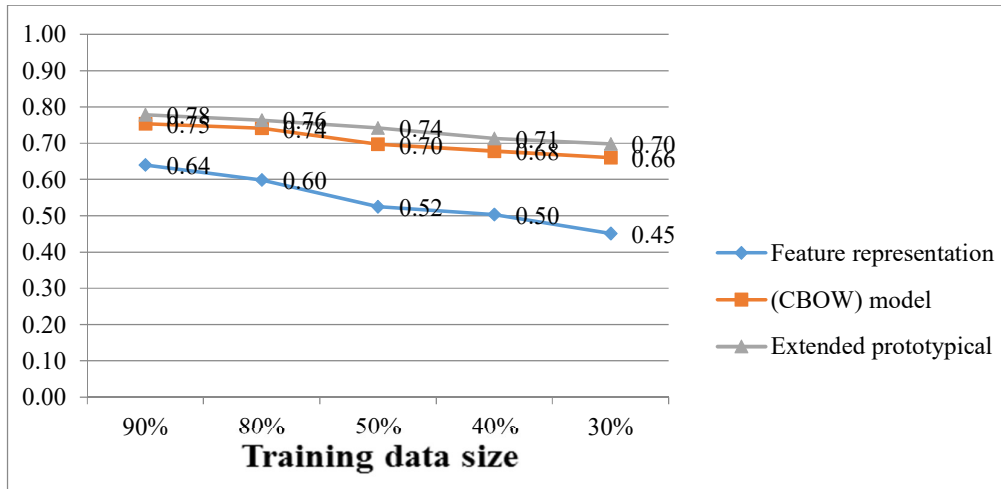 1.00
0.90
0.80
0.70
0.60
0.50
0.40
0.30
0.20
0.10
0.00
0.78 0.76 0.74 0.71 0.70
0.75 0.74 0.70 0.68 0.66
0.64 0.60 0.52 0.50 0.45
90% 80% 50% 40% 30%
Training data size
Feature representation
(CBOW) model
Extended prototypical